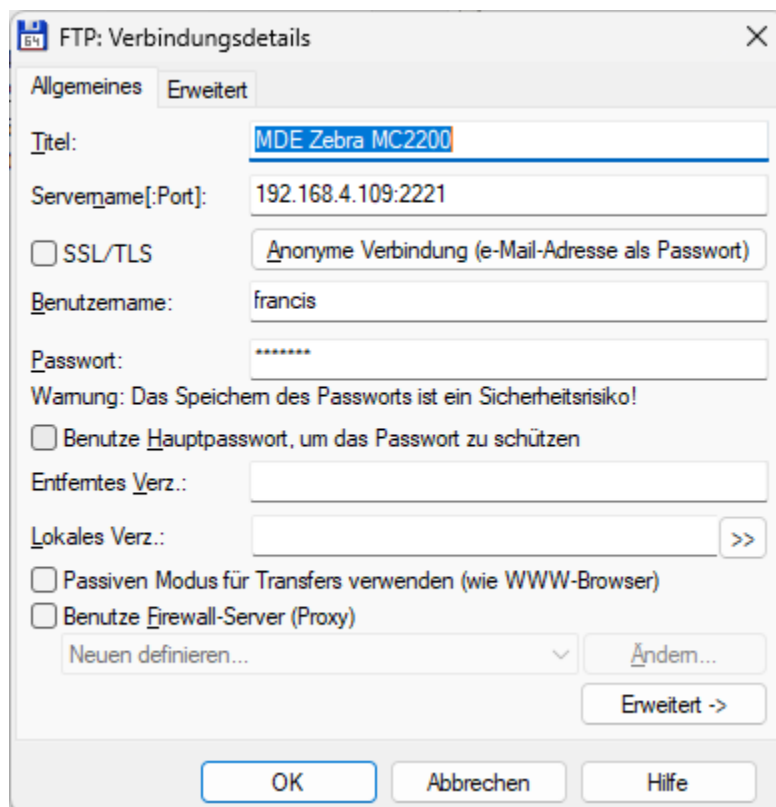 64
FTP: Verbindungsdetails
Allgemeines Erweitert
Titel: MDE Zebra MC2200
Servername[:Port]: 192.168.4.109:2221
SSL/TLS Anonyme Verbindung (e-Mail-Adresse als Passwort)
Benutzername: francis
Passwort: *******
Warnung: Das Speichern des Passworts ist ein Sicherheitsrisiko!
Benutze Hauptpasswort, um das Passwort zu schützen
Entferntes Verz.:
Lokales Verz.: >>
Passiven Modus für Transfers verwenden (wie WWW-Browser)
Benutze Firewall-Server (Proxy)
Neuen definieren... Ändern...
Erweitert ->
OK Abbrechen Hilfe